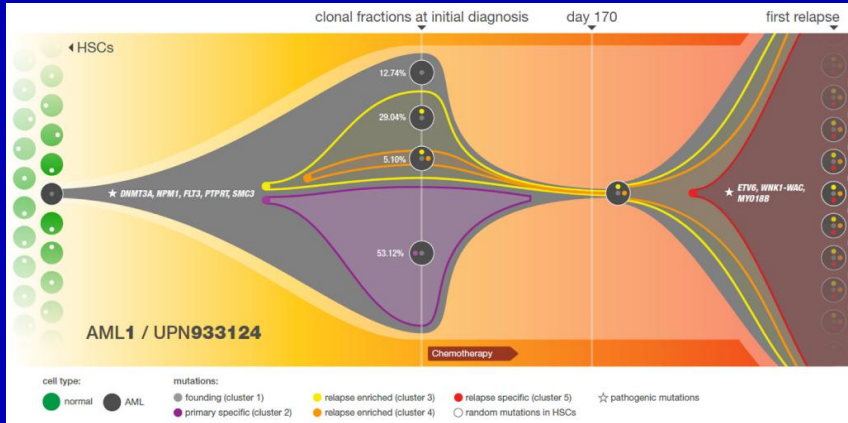 clonal fractions at initial diagnosis
day 170
first relapse
HSCs
12.74%
29.04%
5.10%
DNMT3A, NPM1, FLT3, PTPRT, SMC3
ETV6, WNK1-WAC,
MYO18B
53.12%
AML1 / UPN933124
Chemotherapy
cell type:
normal
AML
mutations:
founding (cluster 1)
primary specific (cluster 2)
relapse enriched (cluster 3)
relapse enriched (cluster 4)
relapse specific (cluster 5)
random mutations in HSCs
pathogenic mutations